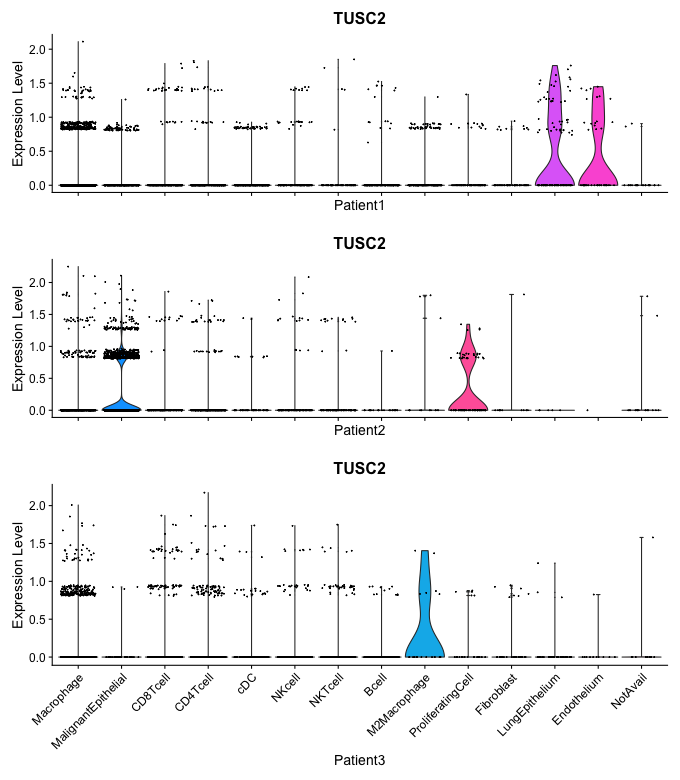 TUSC2
Expression Level
2.0
1.5
1.0
0.5
0.0
Patient1
TUSC2
Expression Level
2.0
1.5
1.0
0.5
0.0
Patient2
TUSC2
Expression Level
2.0
1.5
1.0
0.5
0.0
Macrophage
MalignantEpithelial
CD8Tcell
CD4Tcell
cDC
NKcell
NKTcell
Bcell
M2Macrophage
ProliferatingCell
Fibroblast
LungEpithelium
Endothelium
NotAvail
Patient3